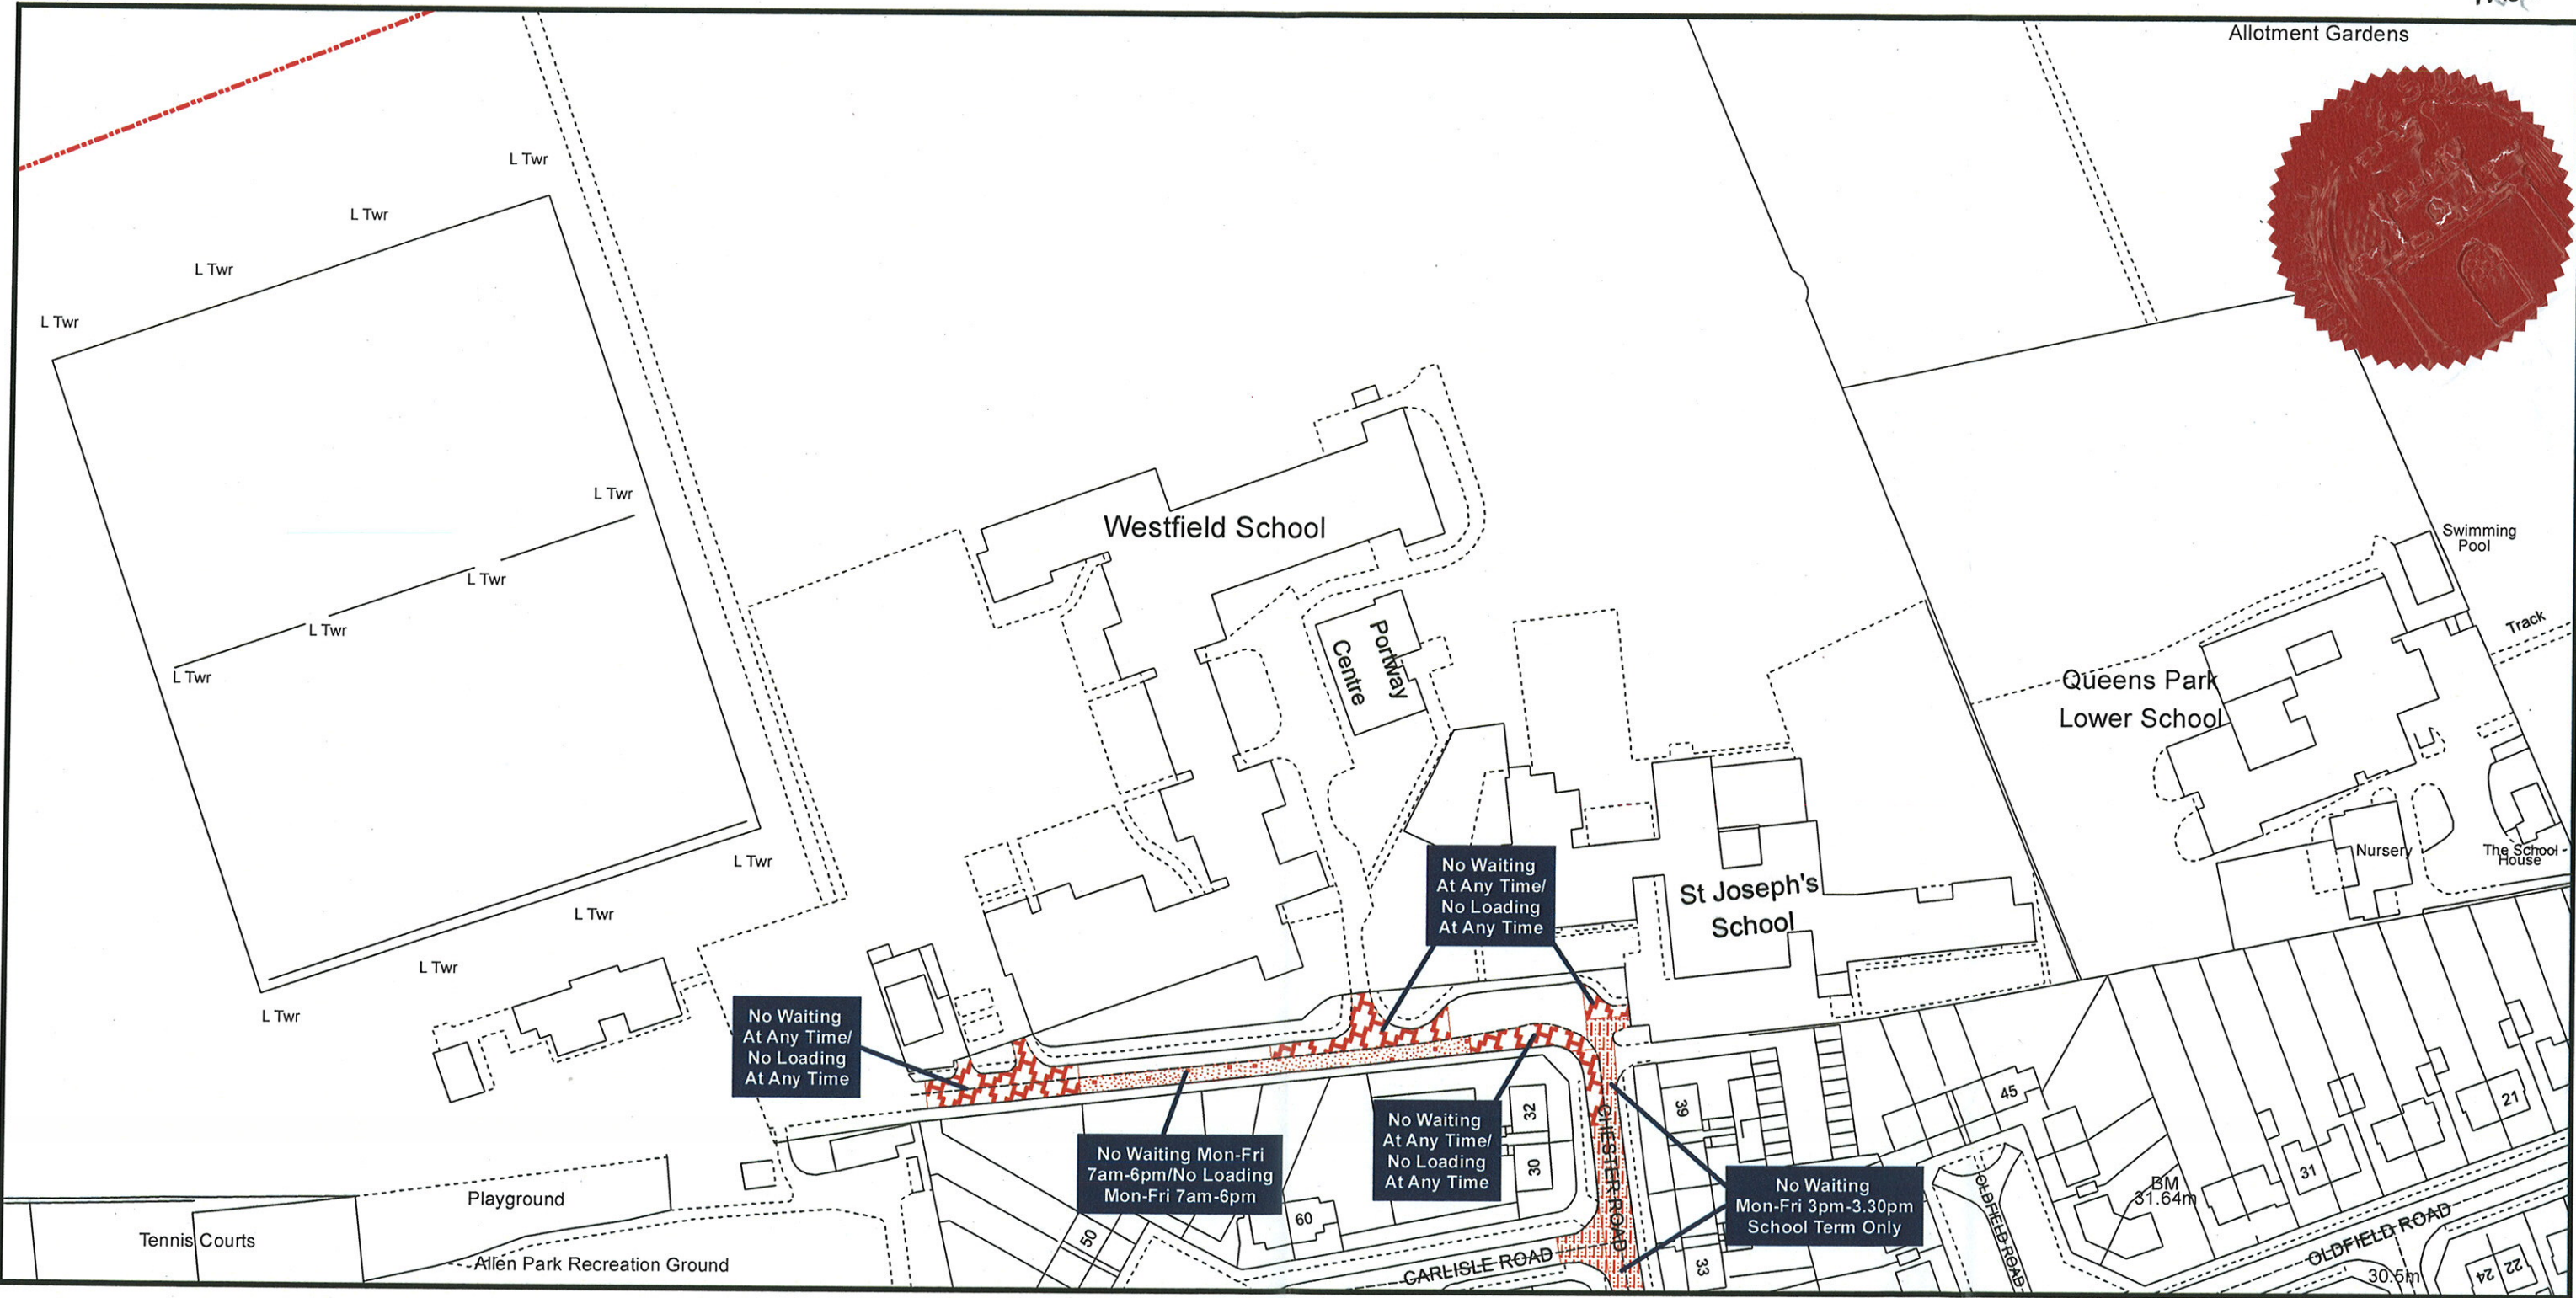 Allotment Gardens
L Twr
L Twr
L Twr
L Twr
L Twr
L Twr
L Twr
L Twr
Westfield School
Swimming
Pool
Track
Portway
Centre
Queens Park
Lower School
L Twr
L Twr
L Twr
L Twr
Nursery
The School
House
No Waiting
At Any Time/
No Loading
At Any Time
St Joseph's
School
No Waiting
At Any Time/
No Loading
At Any Time
No Waiting Mon-Fri
7am-6pm/No Loading
Mon-Fri 7am-6pm
No Waiting
At Any Time/
No Loading
At Any Time
No Waiting
Mon-Fri 3pm-3.30pm
School Term Only
32
30
39
33
45
21
31
BM
31.64m
60
50
CHESTER ROAD
CARLISLE ROAD
OLDFIELD ROAD
OLDFIELD ROAD
30.5m
24
22
Playground
Tennis Courts
Allen Park Recreation Ground